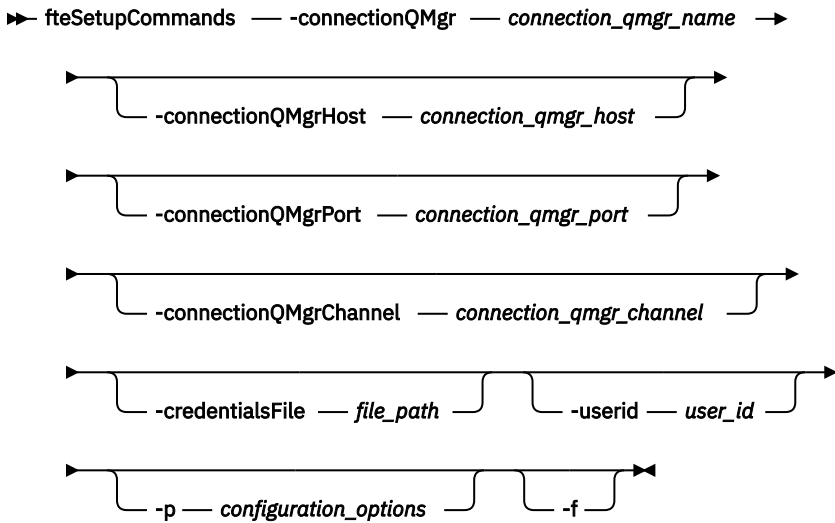 fteSetupCommands -connectionQMgr connection_qmgr_name
-connectionQMgrHost connection_qmgr_host
-connectionQMgrPort connection_qmgr_port
-connectionQMgrChannel connection_qmgr_channel
-credentialsFile file_path -userid user_id
-p configuration_options -f